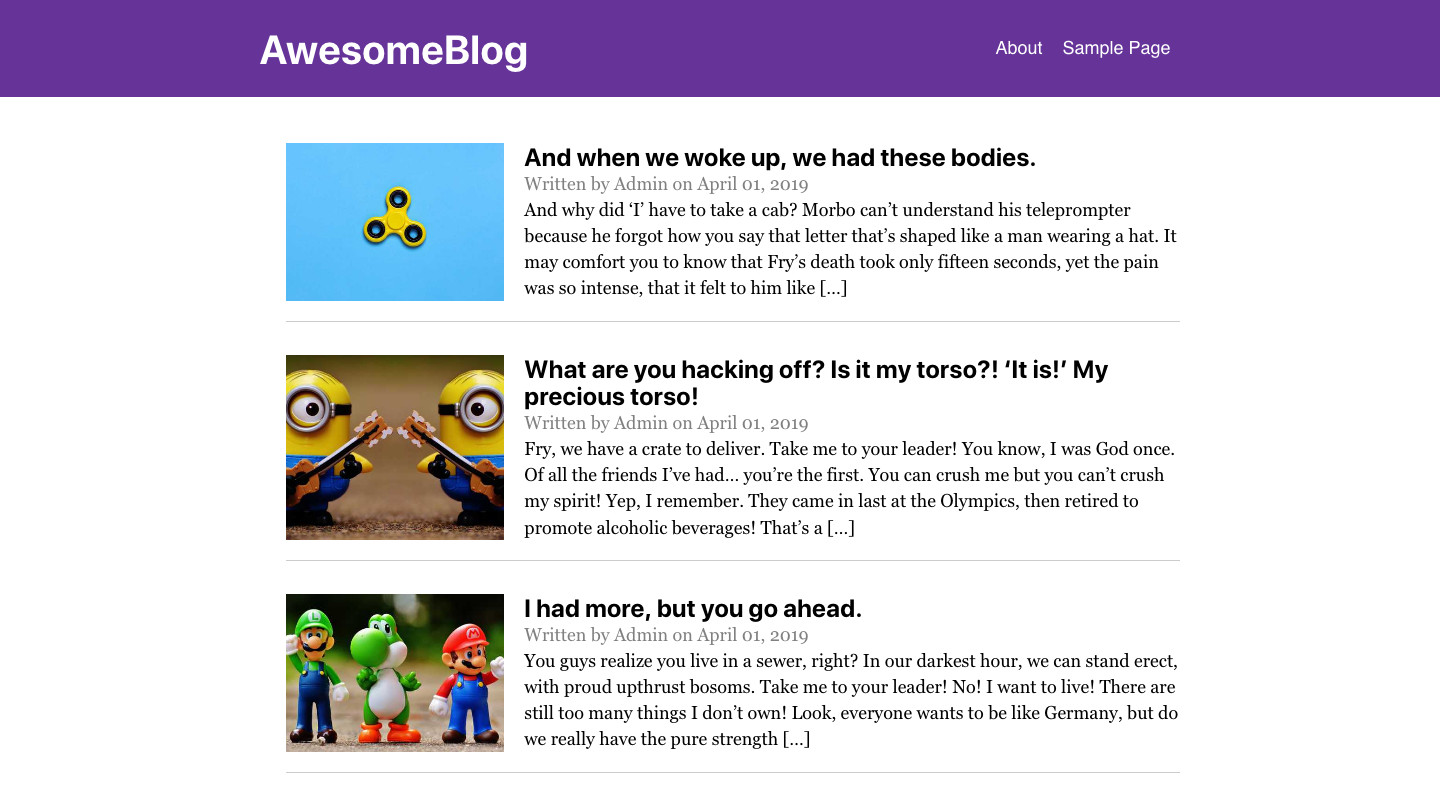 AwesomeBlog
About Sample Page
And when we woke up, we had these bodies.
Written by Admin on April 01, 2019
And why did ‘I’ have to take a cab? Morbo can’t understand his teleprompter
because he forgot how you say that letter that’s shaped like a man wearing a hat. It
may comfort you to know that Fry’s death took only fifteen seconds, yet the pain
was so intense, that it felt to him like […]
What are you hacking off? Is it my torso?! ‘It is!’ My
precious torso!
Written by Admin on April 01, 2019
Fry, we have a crate to deliver. Take me to your leader! You know, I was God once.
Of all the friends I’ve had… you’re the first. You can crush me but you can’t crush
my spirit! Yep, I remember. They came in last at the Olympics, then retired to
promote alcoholic beverages! That’s a […]
L
M
I had more, but you go ahead.
Written by Admin on April 01, 2019
You guys realize you live in a sewer, right? In our darkest hour, we can stand erect,
with proud upthrust bosoms. Take me to your leader! No! I want to live! There are
still too many things I don’t own! Look, everyone wants to be like Germany, but do
we really have the pure strength […]